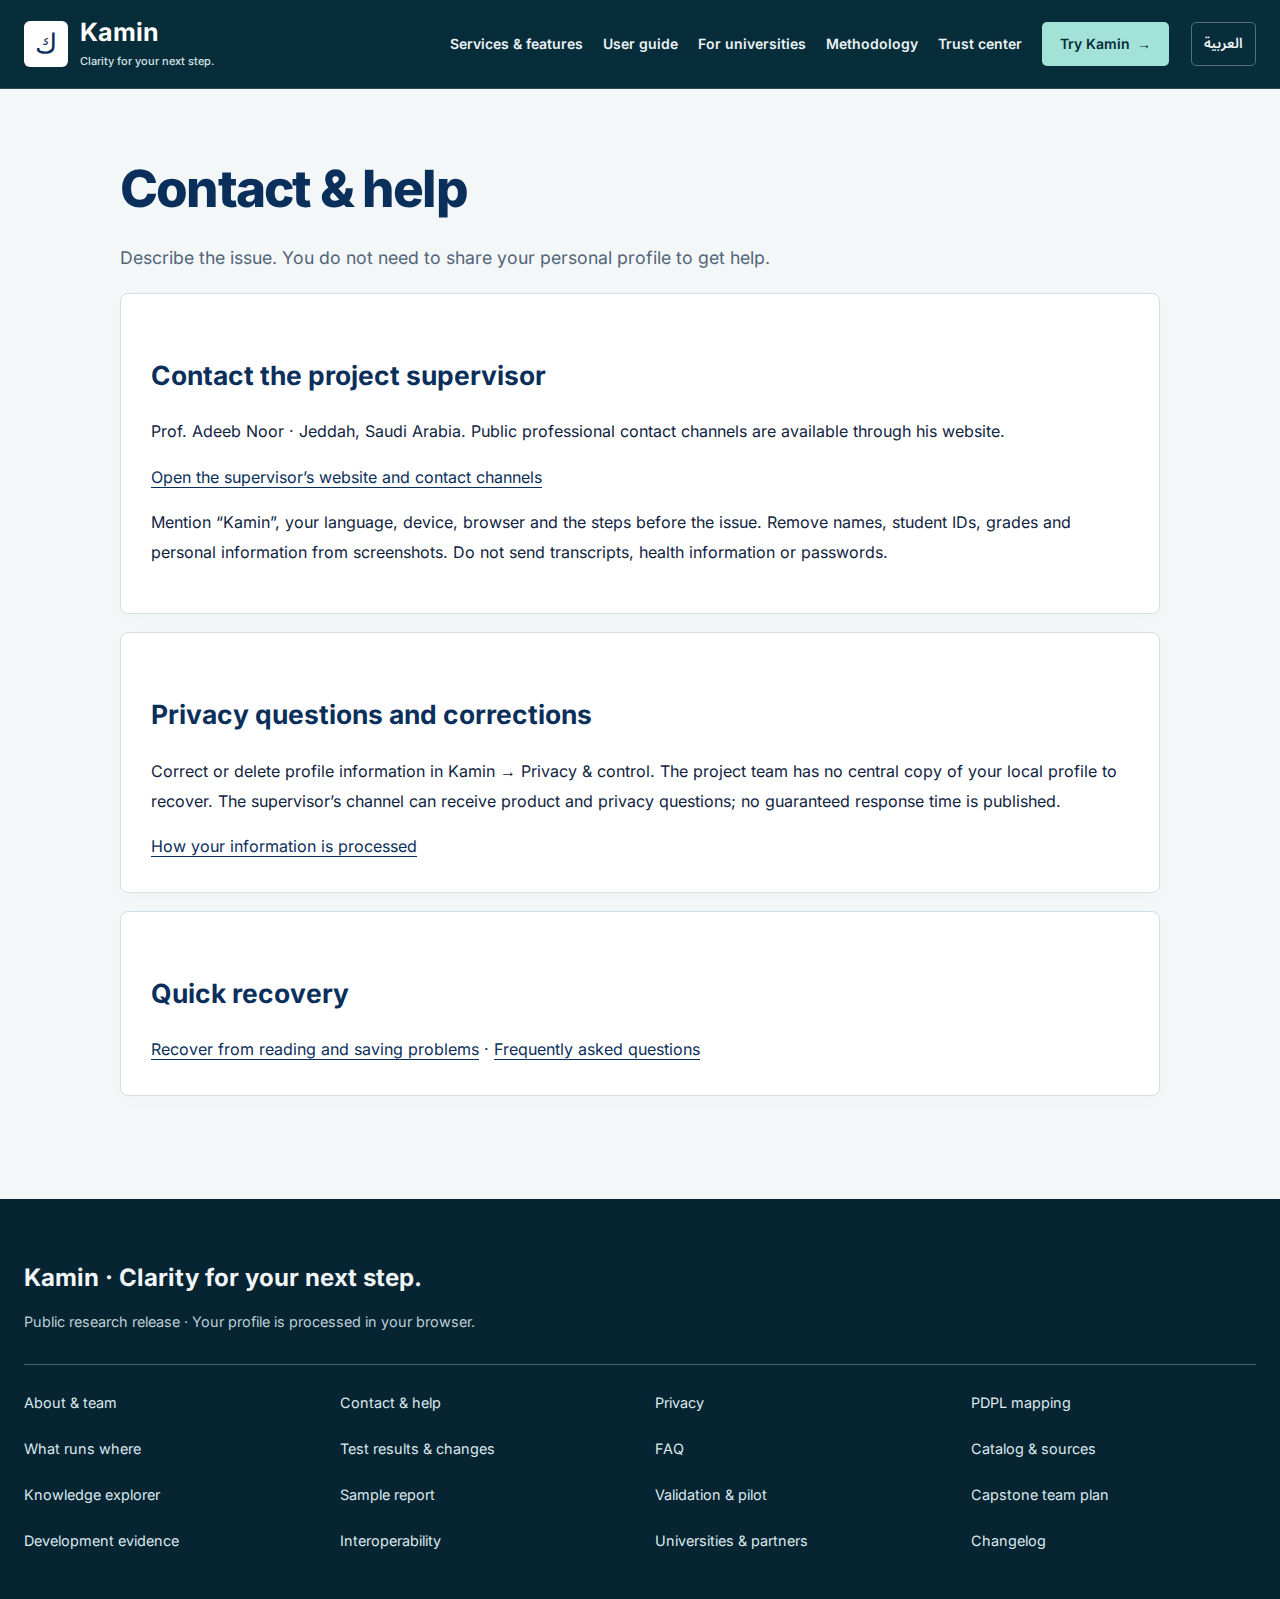 ك
Kamin
Clarity for your next step.
Services & features
User guide
For universities
Methodology
Trust center
Try Kamin →
العربية
Contact & help
Describe the issue. You do not need to share your personal profile to get help.
Contact the project supervisor
Prof. Adeeb Noor · Jeddah, Saudi Arabia. Public professional contact channels are available through his website.
Open the supervisor’s website and contact channels
Mention “Kamin”, your language, device, browser and the steps before the issue. Remove names, student IDs, grades and
personal information from screenshots. Do not send transcripts, health information or passwords.
Privacy questions and corrections
Correct or delete profile information in Kamin → Privacy & control. The project team has no central copy of your local profile to
recover. The supervisor’s channel can receive product and privacy questions; no guaranteed response time is published.
How your information is processed
Quick recovery
Recover from reading and saving problems · Frequently asked questions
Kamin · Clarity for your next step.
Public research release · Your profile is processed in your browser.
About & team
Contact & help
Privacy
PDPL mapping
What runs where
Test results & changes
FAQ
Catalog & sources
Knowledge explorer
Sample report
Validation & pilot
Capstone team plan
Development evidence
Interoperability
Universities & partners
Changelog